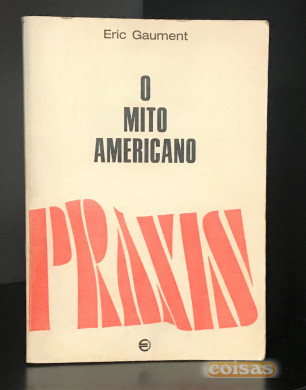 Eric Gaument
O
MITO
AMERICANO
PRAXIS
coisas